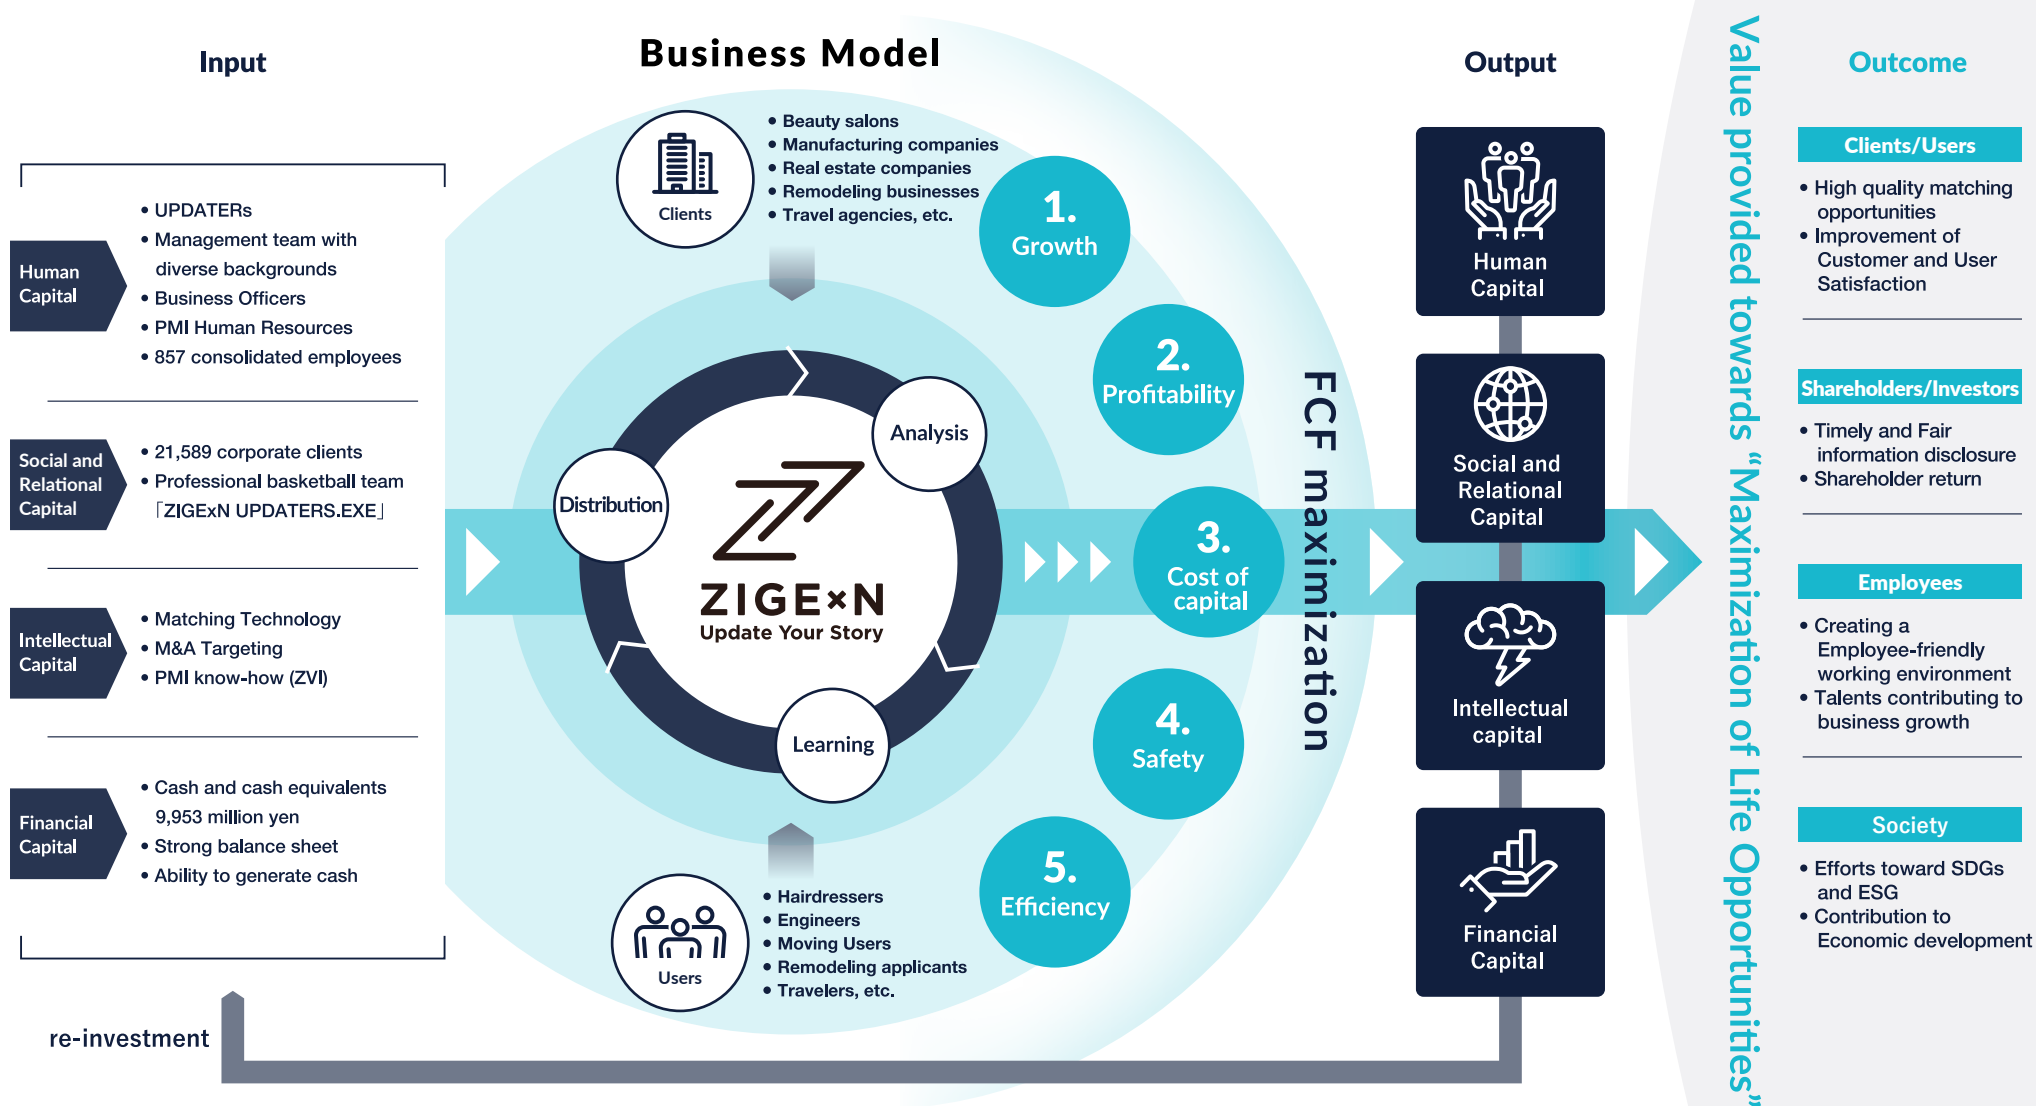 Input
Business Model
Output
Outcome
Human
Capital
• UPDATERs
• Management team with
diverse backgrounds
• Business Officers
• PMI Human Resources
• 857 consolidated employees
Social and
Relational
Capital
• 21,589 corporate clients
• Professional basketball team
「ZIGExN UPDATERS.EXE」
Intellectual
Capital
• Matching Technology
• M&A Targeting
• PMI know-how (ZVI)
Financial
Capital
• Cash and cash equivalents
9,953 million yen
• Strong balance sheet
• Ability to generate cash
re-investment
Clients
• Beauty salons
• Manufacturing companies
• Real estate companies
• Remodeling businesses
• Travel agencies, etc.
Distribution
Analysis
Learning
ZIGExN
Update Your Story
Users
• Hairdressers
• Engineers
• Moving Users
• Remodeling applicants
• Travelers, etc.
1.
Growth
2.
Profitability
3.
Cost of
capital
4.
Safety
5.
Efficiency
FCF maximization
Human
Capital
Social and
Relational
Capital
Intellectual
capital
Financial
Capital
Value provided towards “Maximization of Life Opportunities”
Clients/Users
• High quality matching
opportunities
• Improvement of
Customer and User
Satisfaction
Shareholders/Investors
• Timely and Fair
information disclosure
• Shareholder return
Employees
• Creating a
Employee-friendly
working environment
• Talents contributing to
business growth
Society
• Efforts toward SDGs
and ESG
• Contribution to
Economic development